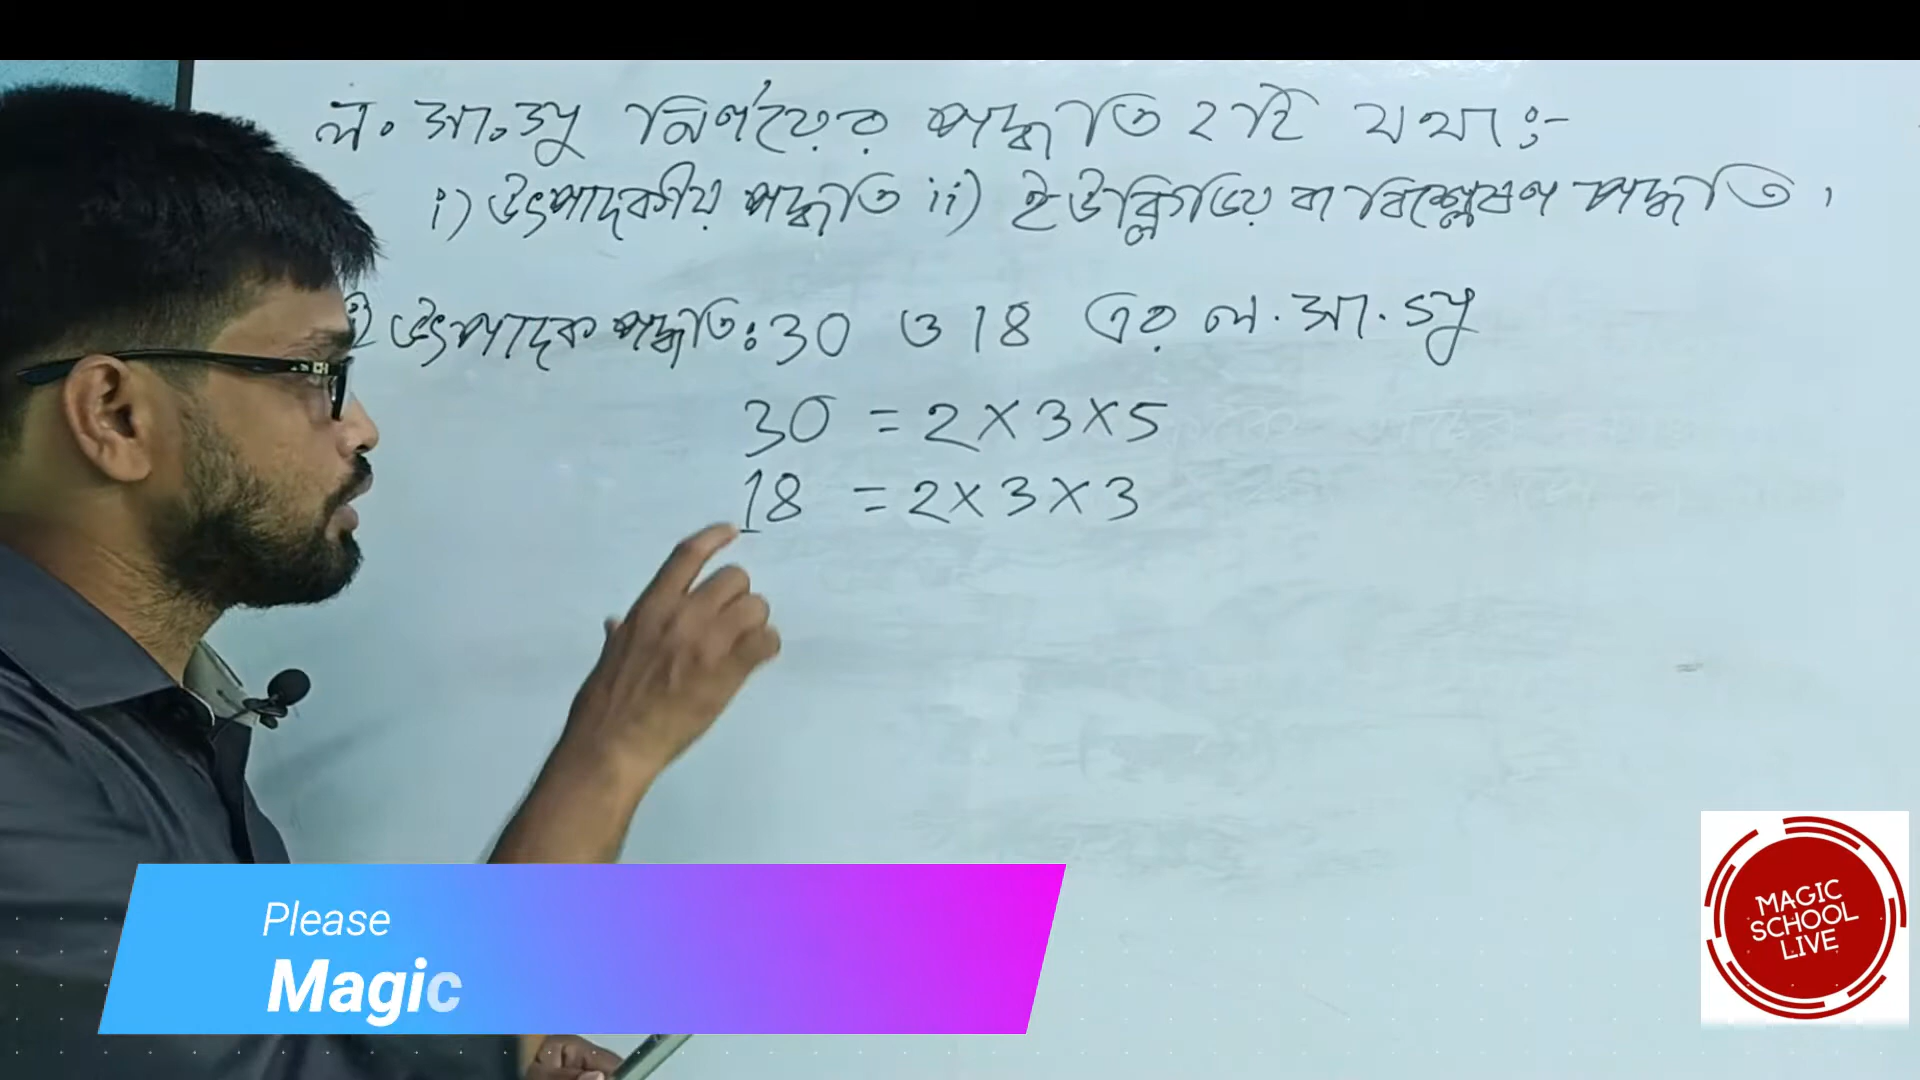 ল. সা. গু নির্ণয়ের পদ্ধতি ২টি যথাঃ-
i) উৎপাদকীয় পদ্ধতি ii) ইউক্লিডিয় বা বিশ্লেষণ পদ্ধতি ।
উৎপাদক পদ্ধতিঃ 30 ও 18 এর ল. সা. গু
30 = 2 × 3 × 5
18 = 2 × 3 × 3
Please
Magic
MAGIC
SCHOOL
LIVE